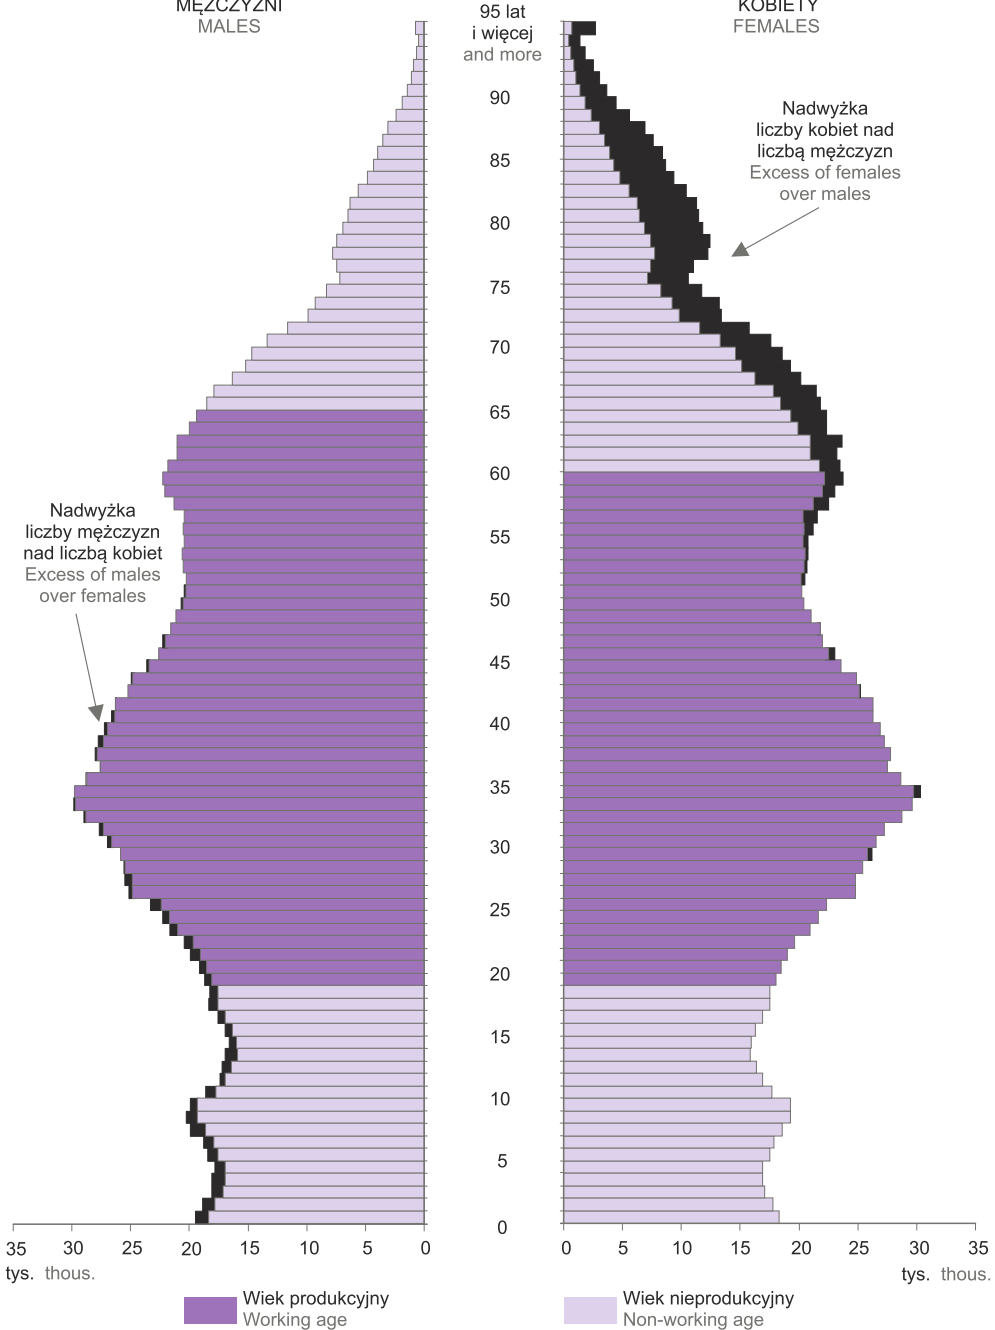 MĘŻCZYŹNI
MALES
95 lat
i więcej
and more
KOBIETY
FEMALES
90
85
80
75
70
65
60
55
50
45
40
35
30
25
20
15
10
5
0
Nadwyżka
liczby kobiet nad
liczbą mężczyzn
Excess of females
over males
Nadwyżka
liczby mężczyzn
nad liczbą kobiet
Excess of males
over females
35 30 25 20 15 10 5 0
0 5 10 15 20 25 30 35
tys. thous.
tys. thous.
Wiek produkcyjny
Working age
Wiek nieprodukcyjny
Non-working age